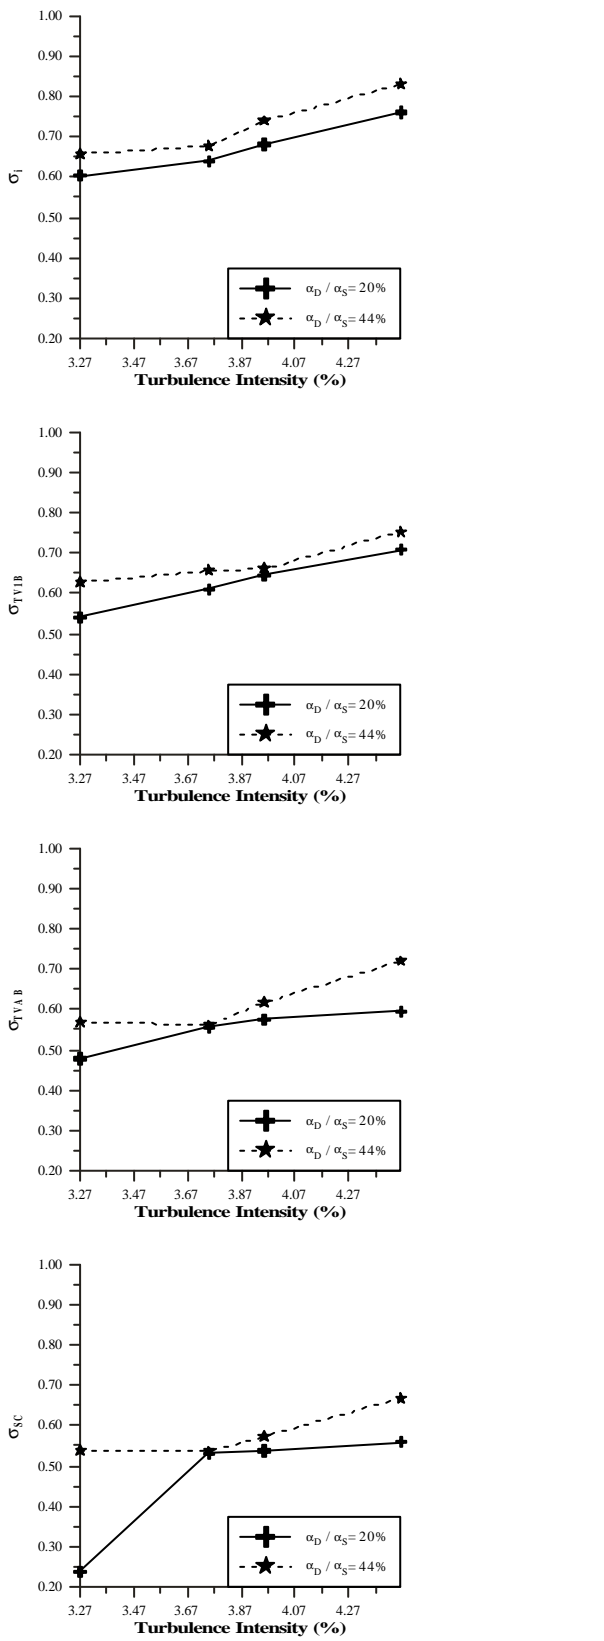 1.00
0.90
0.80
0.70
σi
0.60
0.50
0.40
0.30
αD / αS= 20%
αD / αS= 44%
0.20
3.27 3.47 3.67 3.87 4.07 4.27
Turbulence Intensity (%)
1.00
0.90
0.80
0.70
0.60
σTV1B
0.50
0.40
0.30
αD / αS= 20%
αD / αS= 44%
0.20
3.27 3.47 3.67 3.87 4.07 4.27
Turbulence Intensity (%)
1.00
0.90
0.80
0.70
0.60
σTVAB
0.50
0.40
0.30
αD / αS= 20%
αD / αS= 44%
0.20
3.27 3.47 3.67 3.87 4.07 4.27
Turbulence Intensity (%)
1.00
0.90
0.80
0.70
0.60
σSC
0.50
0.40
0.30
αD / αS= 20%
αD / αS= 44%
0.20
3.27 3.47 3.67 3.87 4.07 4.27
Turbulence Intensity (%)